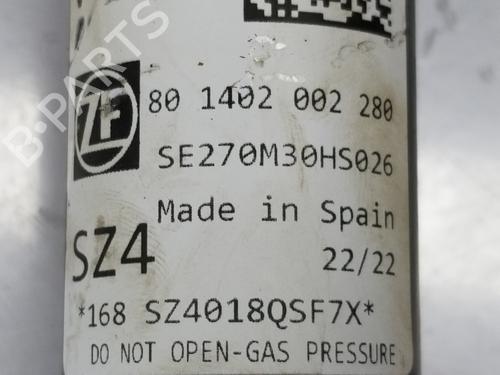 ZF
80 1402 002 280
SE270M30HS026
Made in Spain
SZ4
22/22
*168 SZ4018QSF7X*
DO NOT OPEN-GAS PRESSURE
B-PARTS